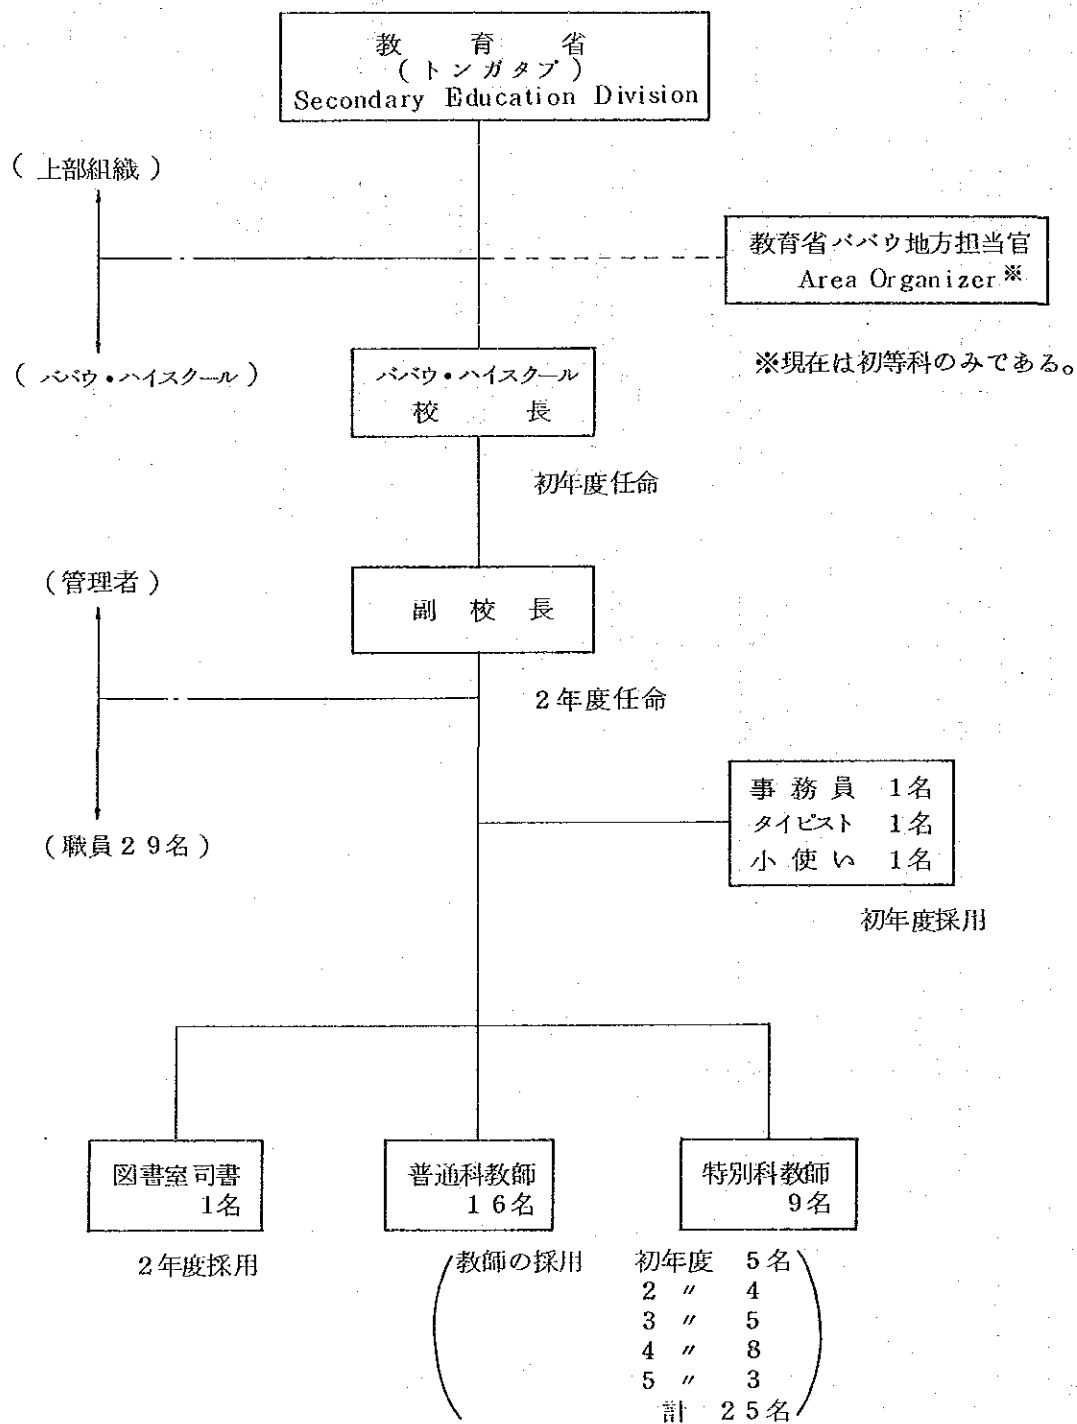 教育省
(トンガタブ)
Secondary Education Division
(上部組織)
教育省ババウ地方担当官
Area Organizer※
(ババウ・ハイスクール)
ババウ・ハイスクール
校長
※現在は初等科のみである。
初年度任命
(管理者)
副校長
2年度任命
事務員 1名
タイピスト 1名
小使い 1名
(職員29名)
初年度採用
図書室司書
1名
普通科教師
16名
特別科教師
9名
2年度採用
(教師の採用 初年度 5名
2 〃 4
3 〃 5
4 〃 8
5 〃 3
計 25名)